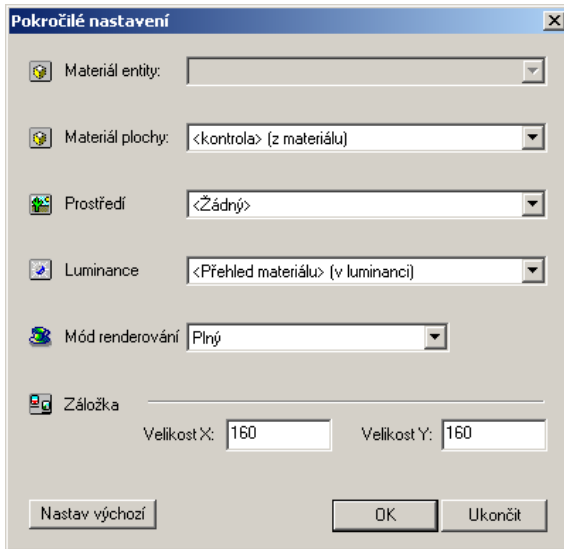 Pokročilé nastavení
Materiál entity:
Materiál plochy: <kontrola> (z materiálu)
Prostředí <Žádný>
Luminance <Přehled materiálu> (v luminanci)
Mód renderování Plný
Záložka
Velikost X: 160 Velikost Y: 160
Nastav výchozí OK Ukončit